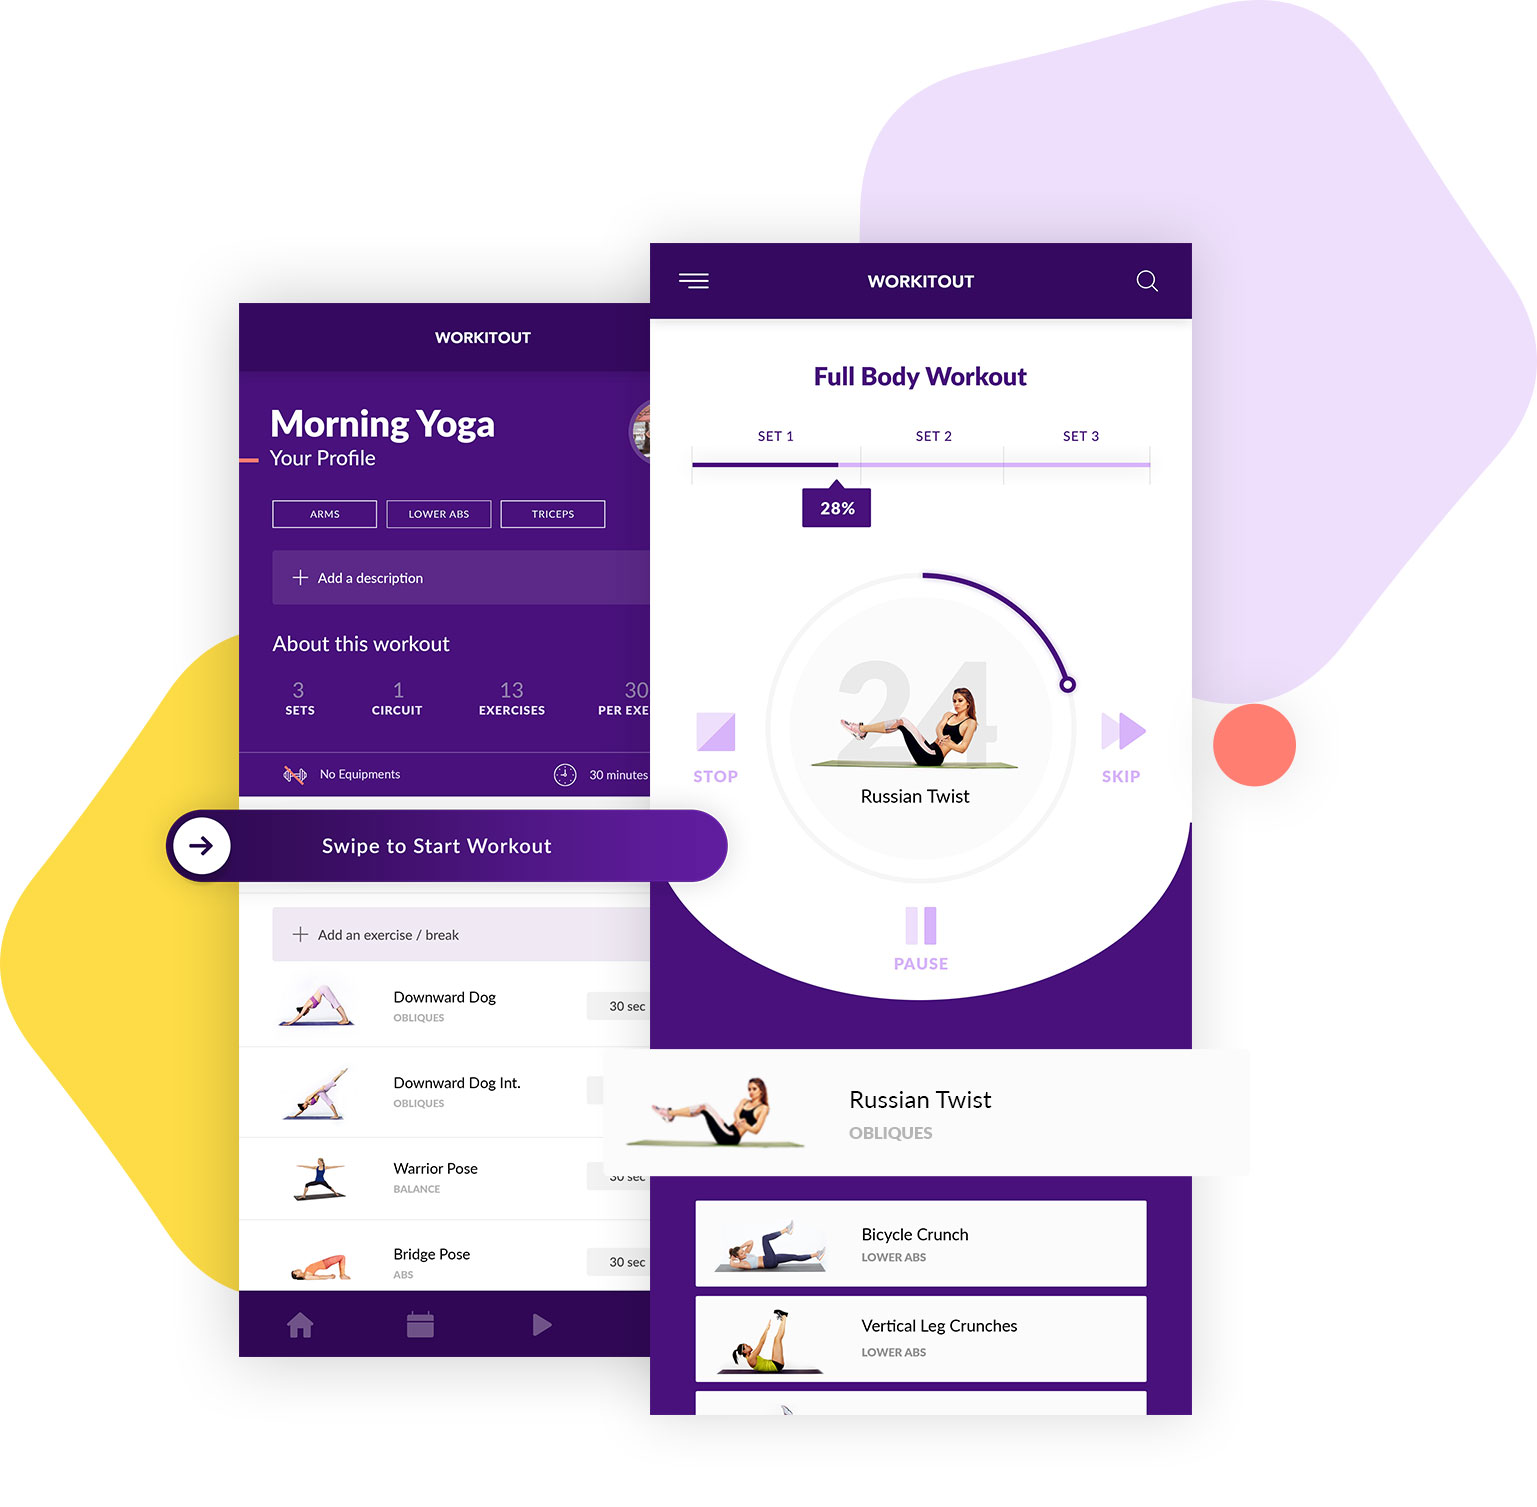 WORKITOUT
Morning Yoga
Your Profile
ARMS
LOWER ABS
TRICEPS
Add a description
About this workout
3
1
13
30
SETS
CIRCUIT
EXERCISES
PER EXE
No Equipments
30 minutes
Swipe to Start Workout
Add an exercise / break
Downward Dog
OBLIQUES
30 sec
Downward Dog Int.
OBLIQUES
Warrior Pose
BALANCE
30 sec
Bridge Pose
ABS
30 sec
WORKITOUT
Full Body Workout
SET 1
SET 2
SET 3
28%
24
Russian Twist
STOP
SKIP
PAUSE
Russian Twist
OBLIQUES
Bicycle Crunch
LOWER ABS
Vertical Leg Crunches
LOWER ABS